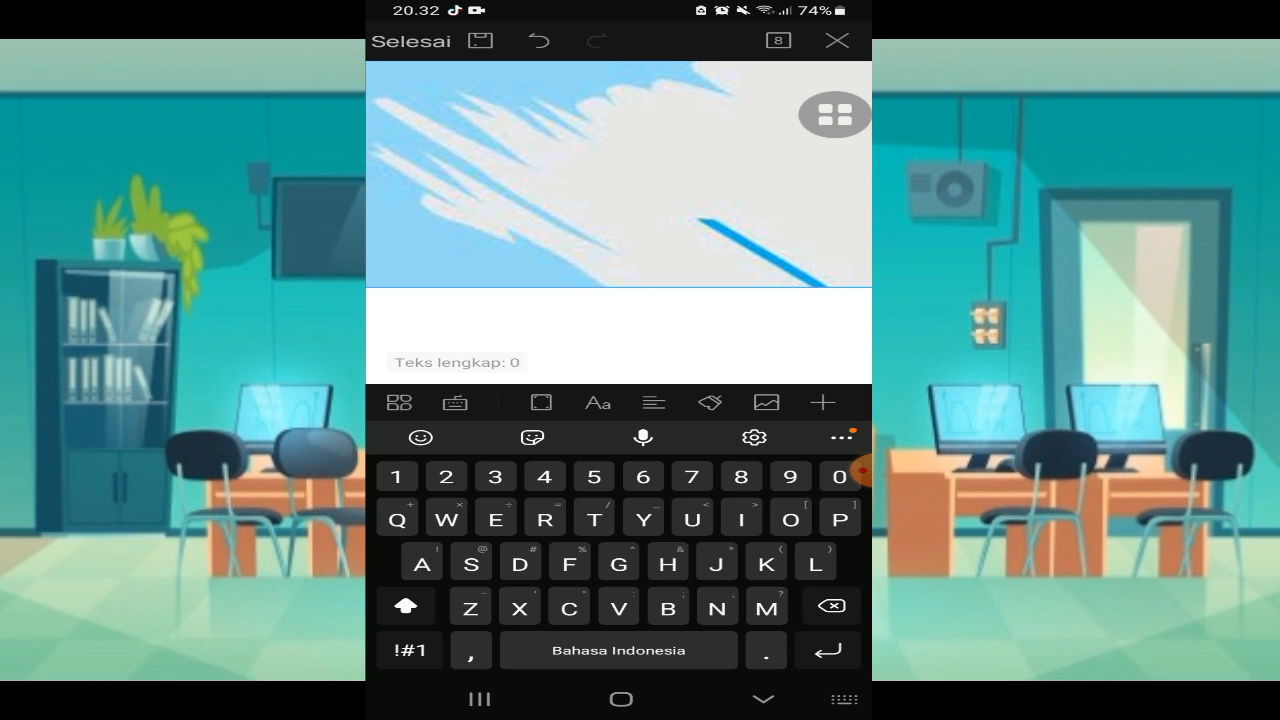 20.32 74%
Selesai 8
Teks lengkap: 0
Aa
1 2 3 4 5 6 7 8 9 0
Q W E R T Y U I O P
A S D F G H J K L
Z X C V B N M
!#1 , Bahasa Indonesia .